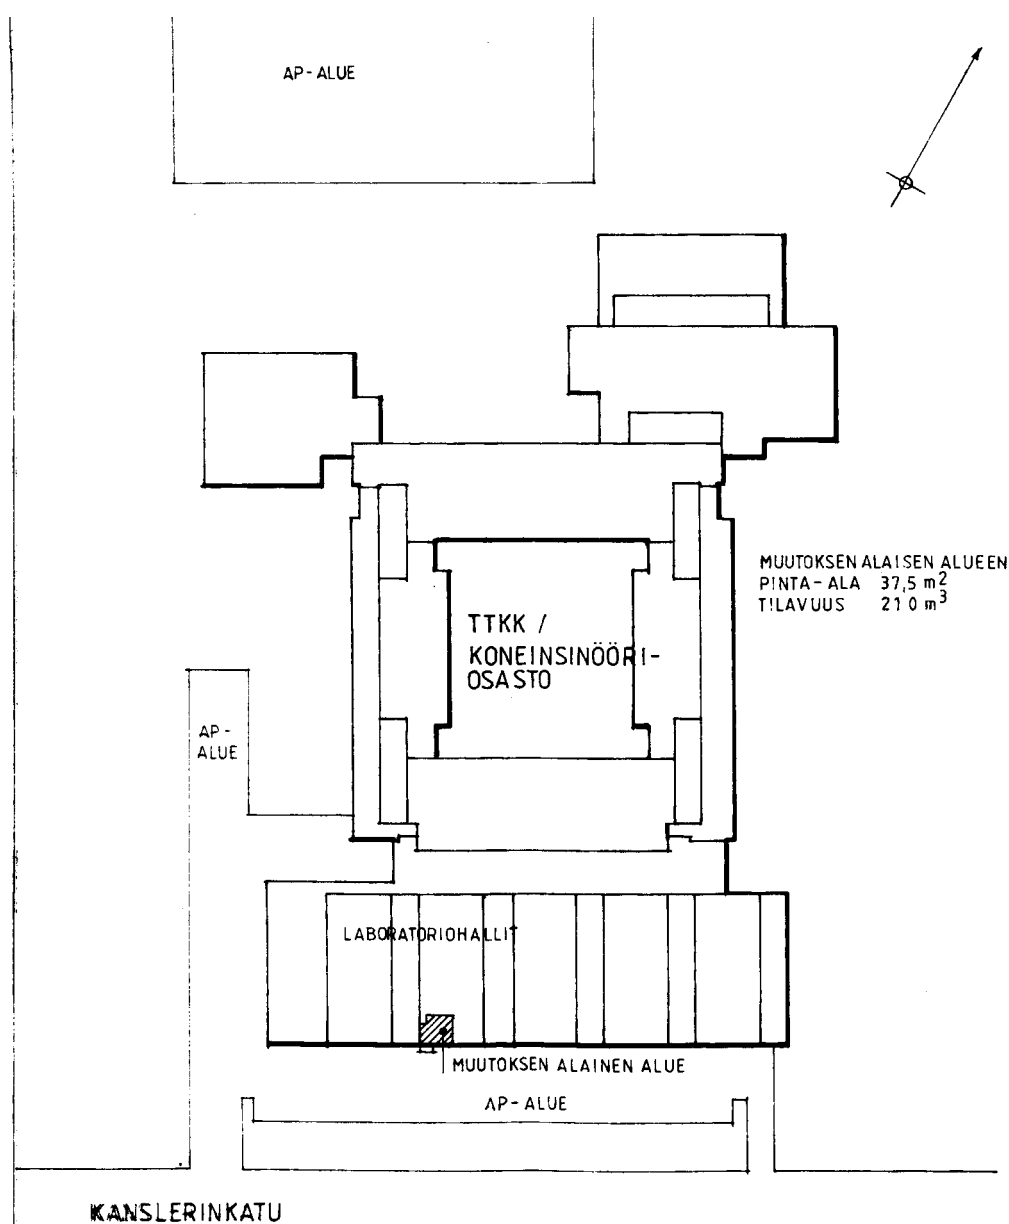 AP-ALUE
MUUTOKSEN ALAISEN ALUEEN
PINTA-ALA 37,5 m²
TILAVUUS 210 m³
TTKK /
KONEINSINÖÖRI-
OSASTO
AP-
ALUE
LABORATORIOHALLIT
MUUTOKSEN ALAINEN ALUE
AP-ALUE
KANSLERINKATU